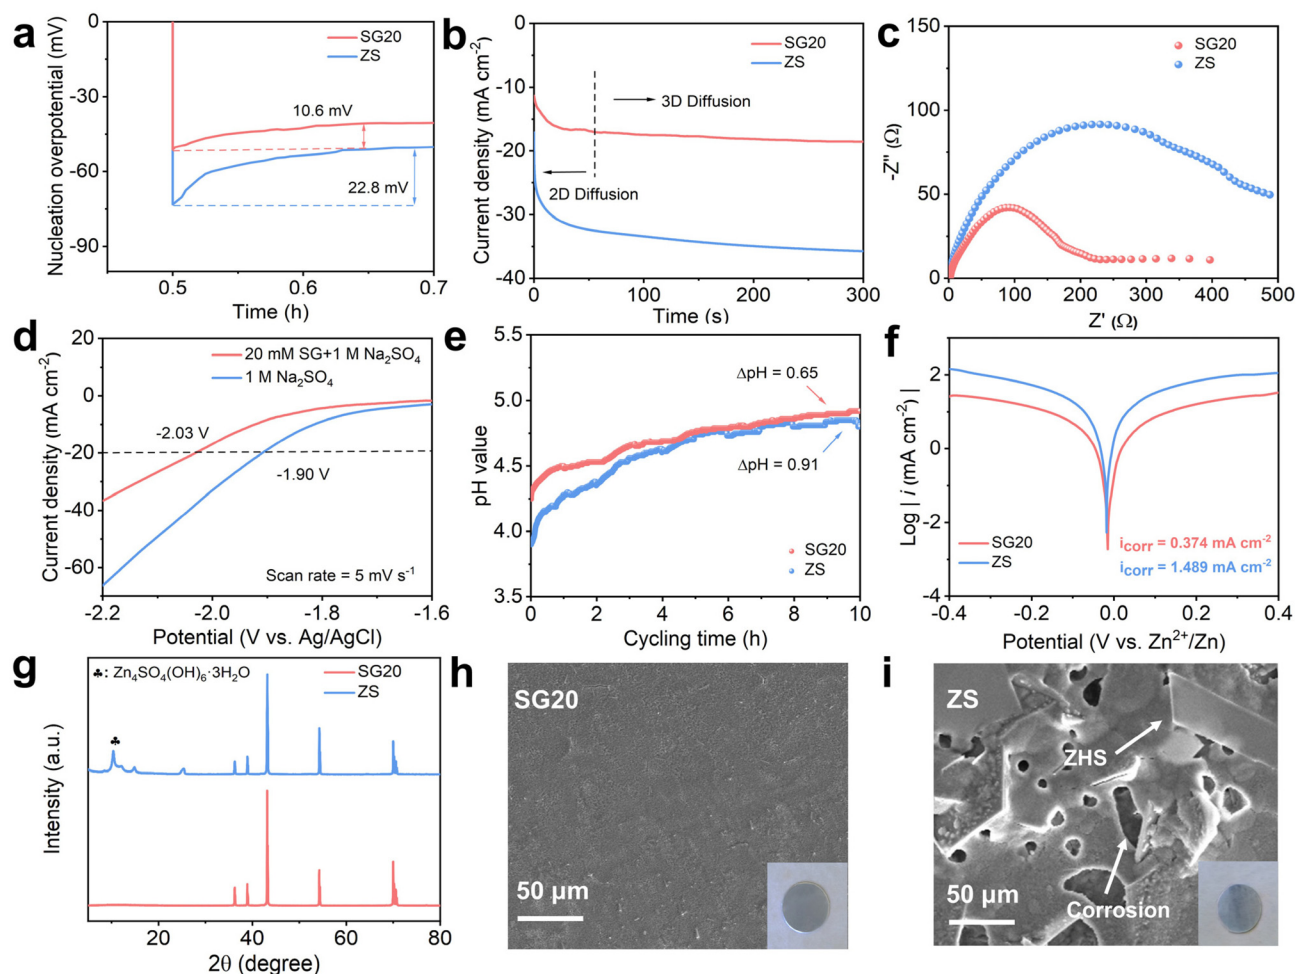 a
Nucleation overpotential (mV)
0
-30
-60
-90
SG20
ZS
10.6 mV
22.8 mV
0.5
0.6
0.7
Time (h)
b
Current density (mA cm-2)
0
-10
-20
-30
-40
SG20
ZS
3D Diffusion
2D Diffusion
0
100
200
300
Time (s)
c
-Z" (Ω)
150
100
50
0
SG20
ZS
0
100
200
300
400
500
Z' (Ω)
d
Current density (mA cm-2)
20
0
-20
-40
-60
20 mM SG+1 M Na2SO4
1 M Na2SO4
-2.03 V
-1.90 V
Scan rate = 5 mV s-1
-2.2
-2.0
-1.8
-1.6
Potential (V vs. Ag/AgCl)
e
pH value
5.5
5.0
4.5
4.0
3.5
ΔpH = 0.65
ΔpH = 0.91
SG20
ZS
0
2
4
6
8
10
Cycling time (h)
f
Log | i (mA cm-2) |
2
0
-2
-4
SG20
ZS
icorr = 0.374 mA cm-2
icorr = 1.489 mA cm-2
-0.4
-0.2
0.0
0.2
0.4
Potential (V vs. Zn2+/Zn)
g
Intensity (a.u.)
♣: Zn4SO4(OH)6·3H2O
SG20
ZS
♣
20
40
60
80
2θ (degree)
h
SG20
50 μm
i
ZS
ZHS
50 μm
Corrosion